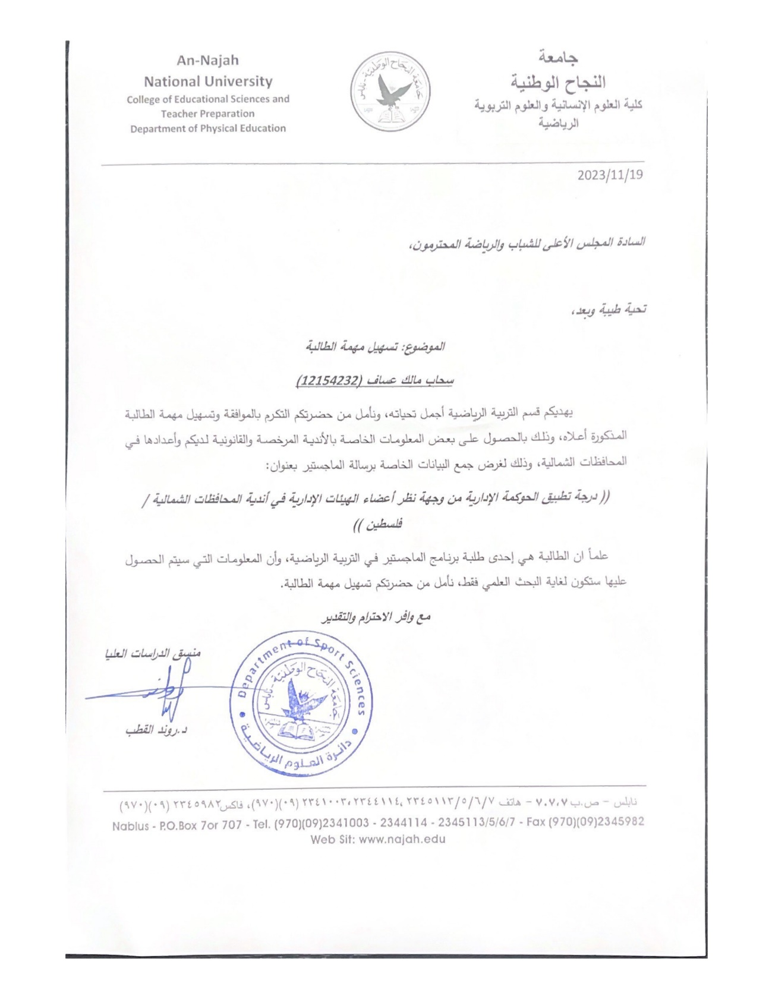 An-Najah
National University
College of Educational Sciences and
Teacher Preparation
Department of Physical Education
جامعة النجاح الوطنية - نابلس
جامعة
النجاح الوطنية
كلية العلوم الإنسانية والعلوم التربوية
الرياضية
2023/11/19
السادة المجلس الأعلى للشباب والرياضة المحترمون،
تحية طيبة وبعد،
الموضوع: تسهيل مهمة الطالبة
سحاب مالك عساف (12154232)
يهديكم قسم التربية الرياضية أجمل تحياته، ونأمل من حضرتكم التكرم بالموافقة وتسهيل مهمة الطالبة
المذكورة أعلاه، وذلك بالحصول على بعض المعلومات الخاصة بالأندية المرخصة والقانونية لديكم وأعدادها في
المحافظات الشمالية، وذلك لغرض جمع البيانات الخاصة برسالة الماجستير بعنوان:
(( درجة تطبيق الحوكمة الإدارية من وجهة نظر أعضاء الهيئات الإدارية في أندية المحافظات الشمالية /
فلسطين ))
علماً ان الطالبة هي إحدى طلبة برنامج الماجستير في التربية الرياضية، وأن المعلومات التي سيتم الحصول
عليها ستكون لغاية البحث العلمي فقط، نأمل من حضرتكم تسهيل مهمة الطالبة.
مع وافر الاحترام والتقدير
منسق الدراسات العليا
د.روند القطب
Department of Sport Sciences
جامعة النجاح الوطنية - نابلس
دائرة العلوم الرياضية
نابلس - ص.ب ٧،٧٠٧ - هاتف ٢٣٤٥١١٣/٥/٦/٧ ،٢٣٤٤١١٤ ،٢٣٤١٠٠٣ (٠٩)(٩٧٠)، فاكس ٢٣٤٥٩٨٢ (٠٩)(٩٧٠)
Nablus - P.O.Box 7or 707 - Tel. (970)(09)2341003 - 2344114 - 2345113/5/6/7 - Fax (970)(09)2345982
Web Sit: www.najah.edu